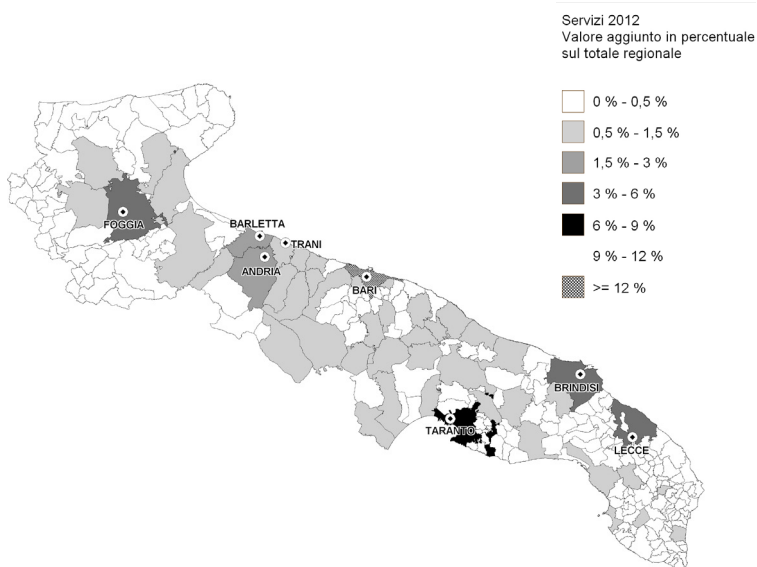 Servizi 2012
Valore aggiunto in percentuale
sul totale regionale
0 % - 0,5 %
0,5 % - 1,5 %
1,5 % - 3 %
3 % - 6 %
6 % - 9 %
9 % - 12 %
>= 12 %
FOGGIA
BARLETTA
TRANI
ANDRIA
BARI
BRINDISI
TARANTO
LECCE